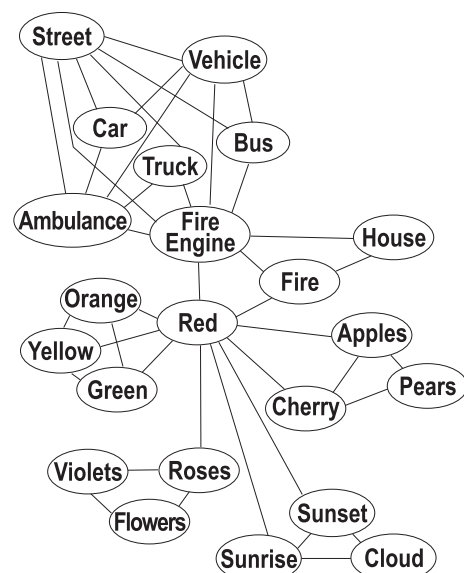 Street
Vehicle
Car
Bus
Truck
Ambulance
Fire
Engine
House
Fire
Orange
Red
Apples
Yellow
Green
Pears
Cherry
Violets
Roses
Flowers
Sunset
Sunrise
Cloud